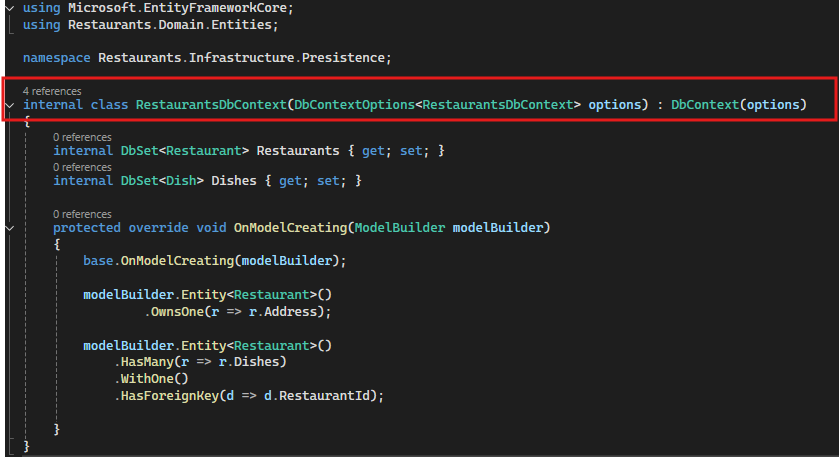 using Microsoft.EntityFrameworkCore;
using Restaurants.Domain.Entities;
namespace Restaurants.Infrastructure.Presistence;
4 references
internal class RestaurantsDbContext(DbContextOptions<RestaurantsDbContext> options) : DbContext(options)
{
0 references
internal DbSet<Restaurant> Restaurants { get; set; }
0 references
internal DbSet<Dish> Dishes { get; set; }
0 references
protected override void OnModelCreating(ModelBuilder modelBuilder)
{
base.OnModelCreating(modelBuilder);
modelBuilder.Entity<Restaurant>()
.OwnsOne(r => r.Address);
modelBuilder.Entity<Restaurant>()
.HasMany(r => r.Dishes)
.WithOne()
.HasForeignKey(d => d.RestaurantId);
}
}